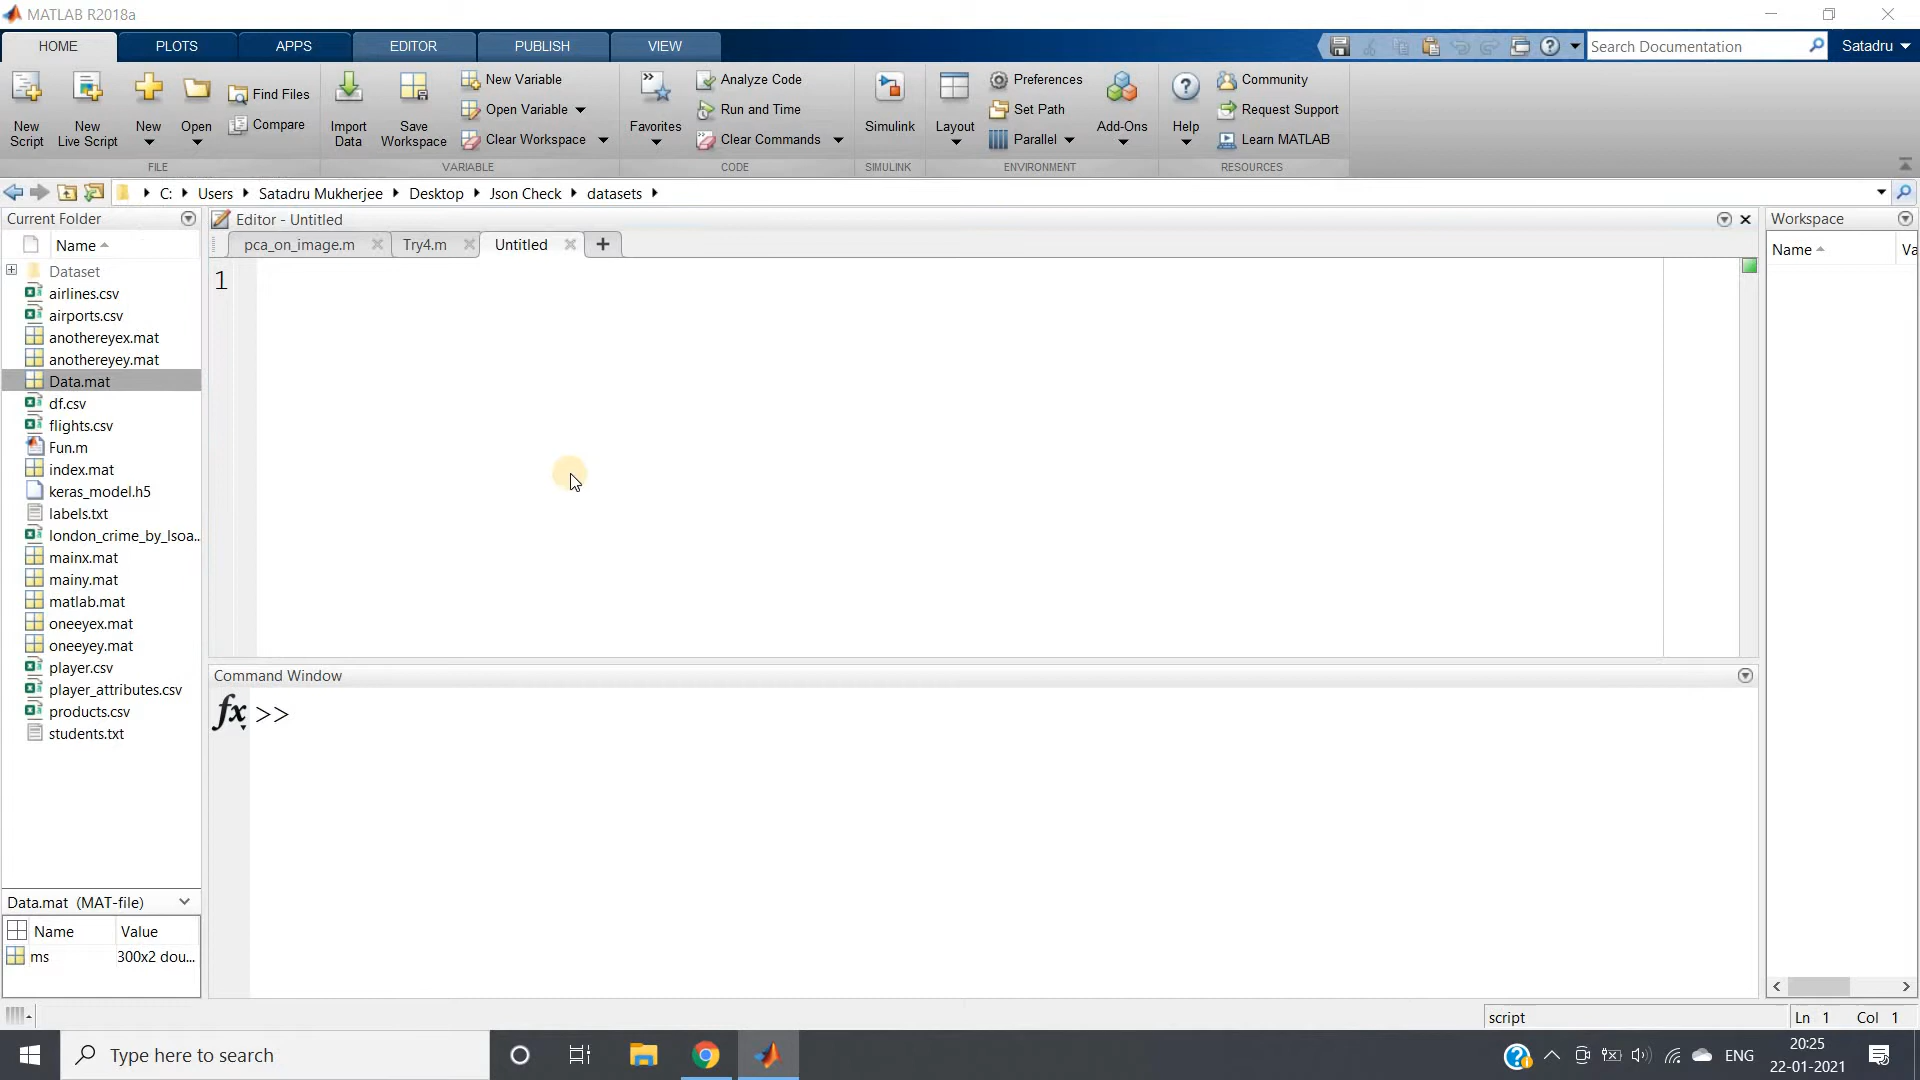 MATLAB R2018a
HOME PLOTS APPS EDITOR PUBLISH VIEW
Search Documentation
Satadru
New Script
New Live Script
New
Open
Find Files
Compare
FILE
Import Data
Save Workspace
New Variable
Open Variable
Clear Workspace
VARIABLE
Favorites
Analyze Code
Run and Time
Clear Commands
CODE
Simulink
SIMULINK
Layout
Preferences
Set Path
Parallel
Add-Ons
ENVIRONMENT
Help
Community
Request Support
Learn MATLAB
RESOURCES
C: Users Satadru Mukherjee Desktop Json Check datasets
Current Folder
Name
Dataset
airlines.csv
airports.csv
anothereyex.mat
anothereyey.mat
Data.mat
df.csv
flights.csv
Fun.m
index.mat
keras_model.h5
labels.txt
london_crime_by_lsoa..
mainx.mat
mainy.mat
matlab.mat
oneeyex.mat
oneeyey.mat
player.csv
player_attributes.csv
products.csv
students.txt
Data.mat (MAT-file)
Name Value
ms 300x2 dou...
Editor - Untitled
pca_on_image.m Try4.m Untitled
1
Command Window
fx >>
Workspace
Name Va
script
Ln 1 Col 1
Type here to search
ENG
20:25
22-01-2021